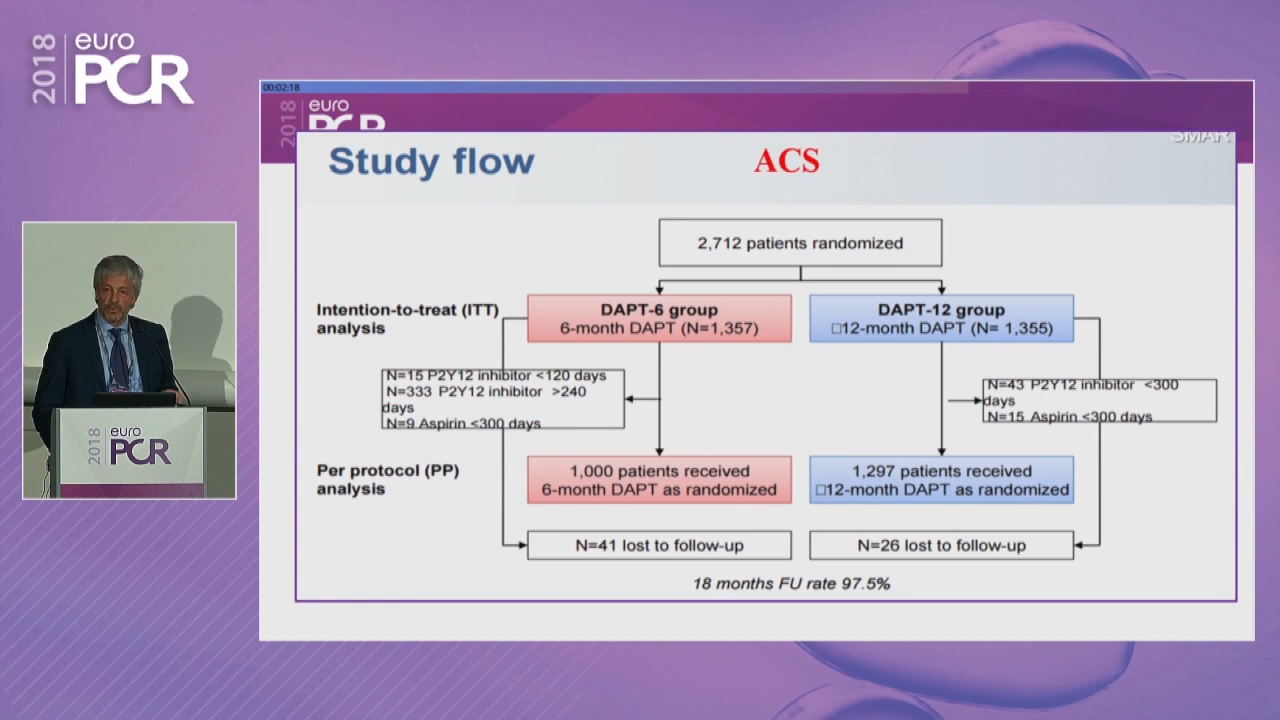 2018
euro
PCR
00:02:18
2018
euro
PCR
SMAR
Study flow
ACS
2,712 patients randomized
Intention-to-treat (ITT)
analysis
DAPT-6 group
6-month DAPT (N=1,357)
DAPT-12 group
□12-month DAPT (N= 1,355)
N=15 P2Y12 inhibitor <120 days
N=333 P2Y12 inhibitor >240
days
N=9 Aspirin <300 days
N=43 P2Y12 inhibitor <300
days
N=15 Aspirin <300 days
Per protocol (PP)
analysis
1,000 patients received
6-month DAPT as randomized
1,297 patients received
□12-month DAPT as randomized
N=41 lost to follow-up
N=26 lost to follow-up
18 months FU rate 97.5%
2018
euro
PCR